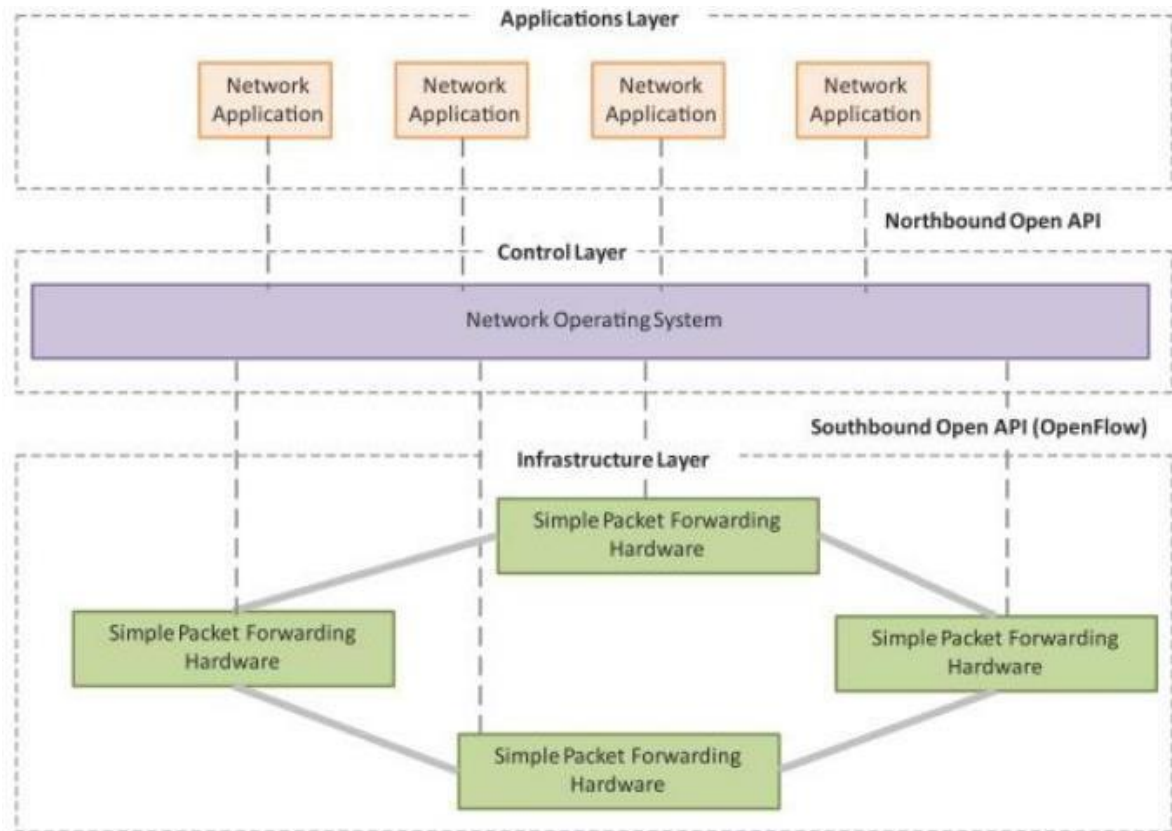 Applications Layer
Network
Application
Network
Application
Network
Application
Network
Application
Northbound Open API
Control Layer
Network Operating System
Southbound Open API (OpenFlow)
Infrastructure Layer
Simple Packet Forwarding
Hardware
Simple Packet Forwarding
Hardware
Simple Packet Forwarding
Hardware
Simple Packet Forwarding
Hardware